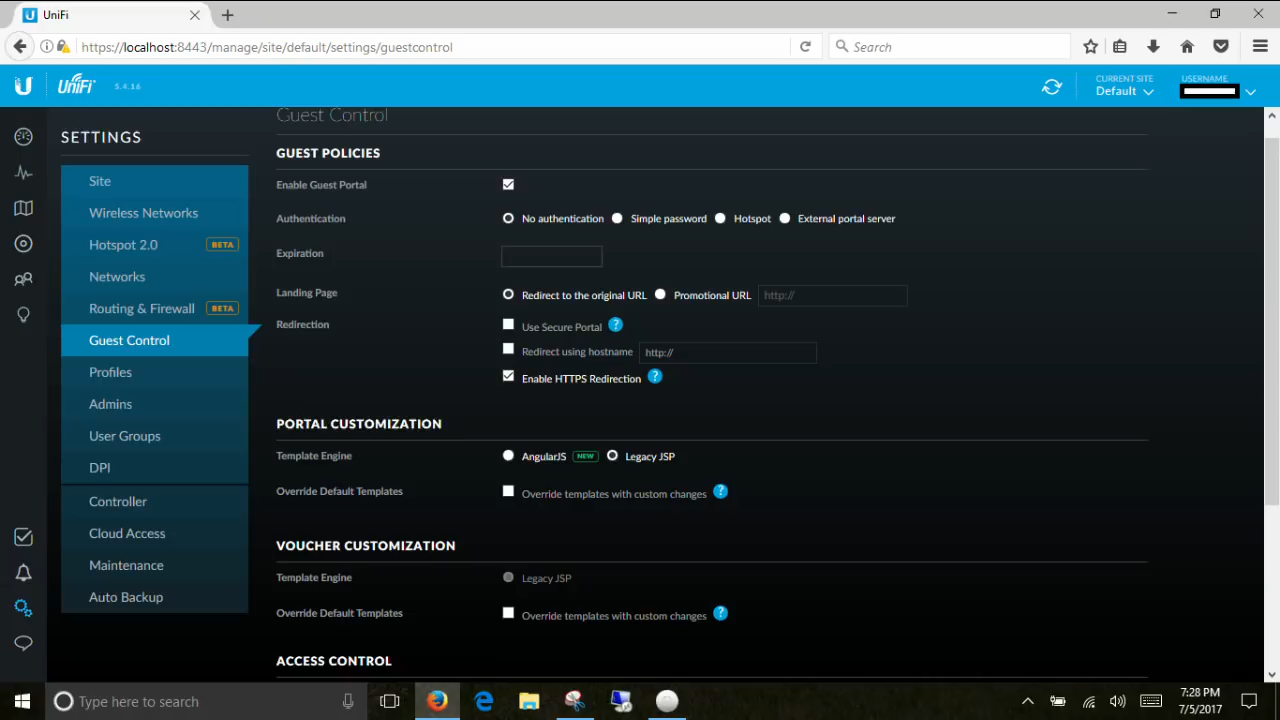 UniFi
https://localhost:8443/manage/site/default/settings/guestcontrol
Search
U UniFi 5.4.16
CURRENT SITE
Default
USERNAME
SETTINGS
Site
Wireless Networks
Hotspot 2.0 BETA
Networks
Routing & Firewall BETA
Guest Control
Profiles
Admins
User Groups
DPI
Controller
Cloud Access
Maintenance
Auto Backup
Guest Control
GUEST POLICIES
Enable Guest Portal
Authentication No authentication Simple password Hotspot External portal server
Expiration
Landing Page Redirect to the original URL Promotional URL http://
Redirection Use Secure Portal ?
Redirect using hostname http://
Enable HTTPS Redirection ?
PORTAL CUSTOMIZATION
Template Engine AngularJS NEW Legacy JSP
Override Default Templates Override templates with custom changes ?
VOUCHER CUSTOMIZATION
Template Engine Legacy JSP
Override Default Templates Override templates with custom changes ?
ACCESS CONTROL
Type here to search
7:28 PM
7/5/2017